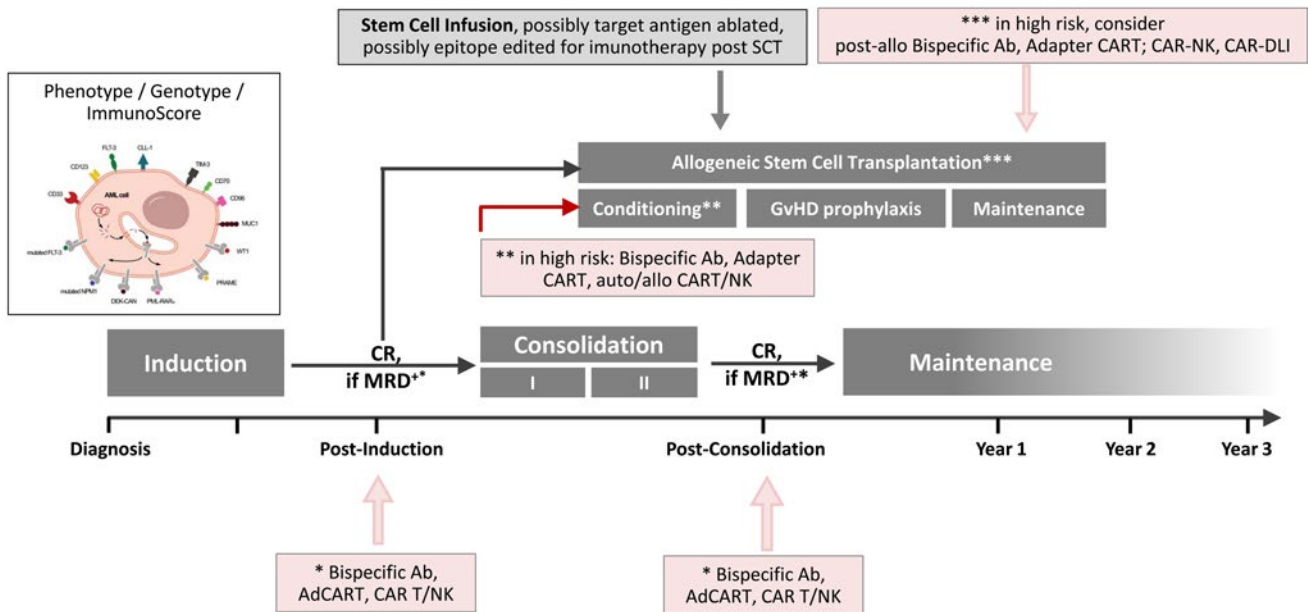 Stem Cell Infusion, possibly target antigen ablated,
possibly epitope edited for imunotherapy post SCT
*** in high risk, consider
post-allo Bispecific Ab, Adapter CART; CAR-NK, CAR-DLI
Phenotype / Genotype /
ImmunoScore
FLT-3
CLL-1
CD123
TIM-3
CD70
CD33
AML cell
CD86
MUC1
mutated FLT-3
WT1
PRAME
mutated NPM1
DEK-CAN
PML-RARα
Allogeneic Stem Cell Transplantation***
Conditioning**
GvHD prophylaxis
Maintenance
** in high risk: Bispecific Ab, Adapter
CART, auto/allo CART/NK
Induction
CR,
if MRD+*
Consolidation
I
II
CR,
if MRD+*
Maintenance
Diagnosis
Post-Induction
Post-Consolidation
Year 1
Year 2
Year 3
* Bispecific Ab,
AdCART, CAR T/NK
* Bispecific Ab,
AdCART, CAR T/NK